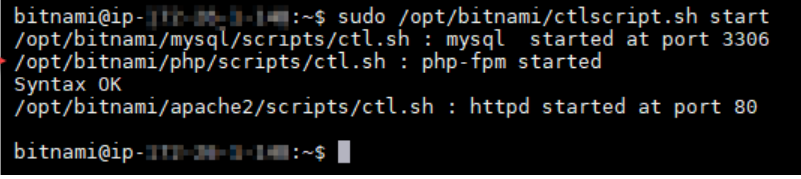 bitnami@ip-:~$ sudo /opt/bitnami/ctlscript.sh start
/opt/bitnami/mysql/scripts/ctl.sh : mysql  started at port 3306
/opt/bitnami/php/scripts/ctl.sh : php-fpm started
Syntax OK
/opt/bitnami/apache2/scripts/ctl.sh : httpd started at port 80
bitnami@ip-:~$